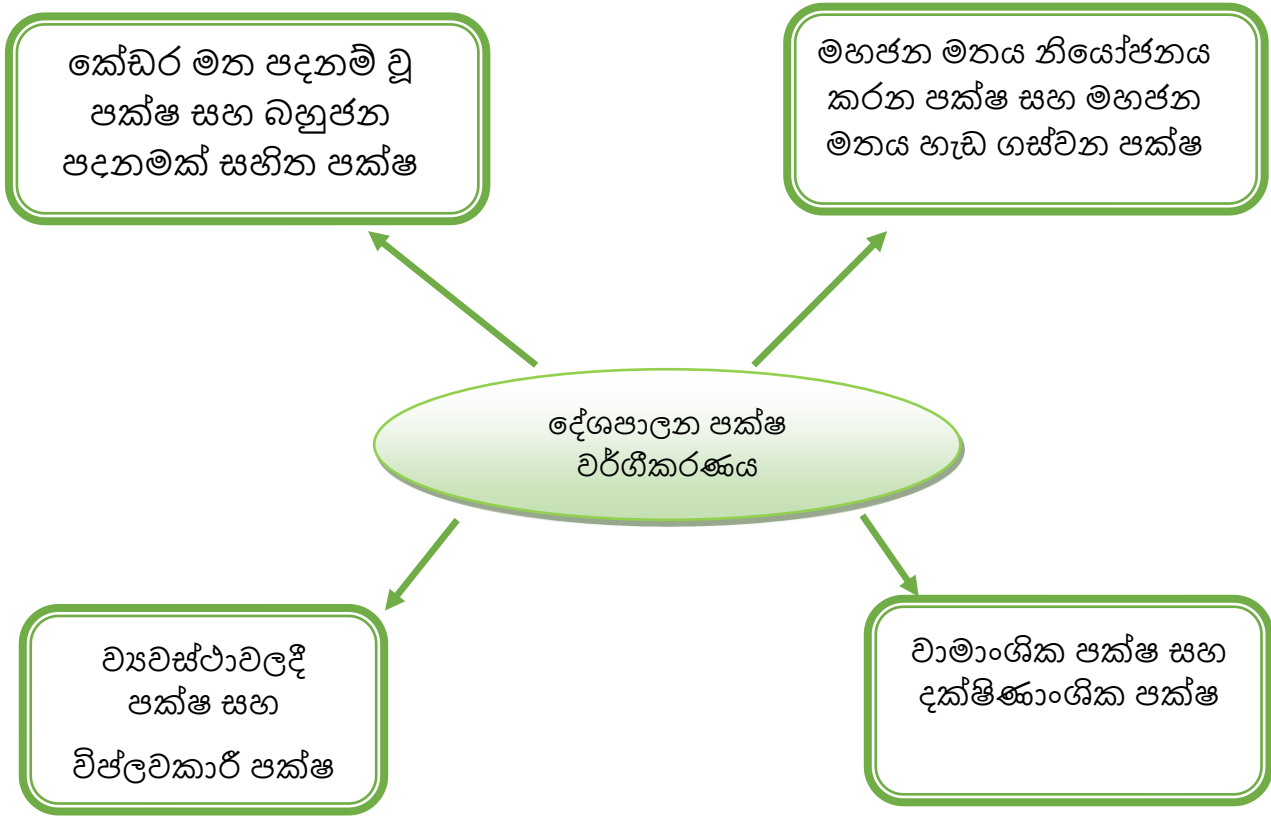 කේඩර මත පදනම් වූ
පක්ෂ සහ බහුජන
පදනමක් සහිත පක්ෂ
මහජන මතය නියෝජනය
කරන පක්ෂ සහ මහජන
මතය හැඩ ගස්වන පක්ෂ
දේශපාලන පක්ෂ
වර්ගීකරණය
ව්‍යවස්ථාවලදී
පක්ෂ සහ
විප්ලවකාරී පක්ෂ
වාමාංශික පක්ෂ සහ
දක්ෂිණාංශික පක්ෂ